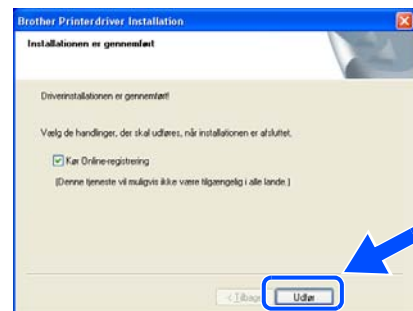 Brother Printerdriver Installation
Installationen er gennemført
Driverinstallationen er gennemført!
Vælg de handlinger, der skal udføres, når installationen er afsluttet.
Kør Online-registrering
(Denne tjeneste vil muligvis ikke være tilgængelig i alle lande.)
< Tilbage
Udfør